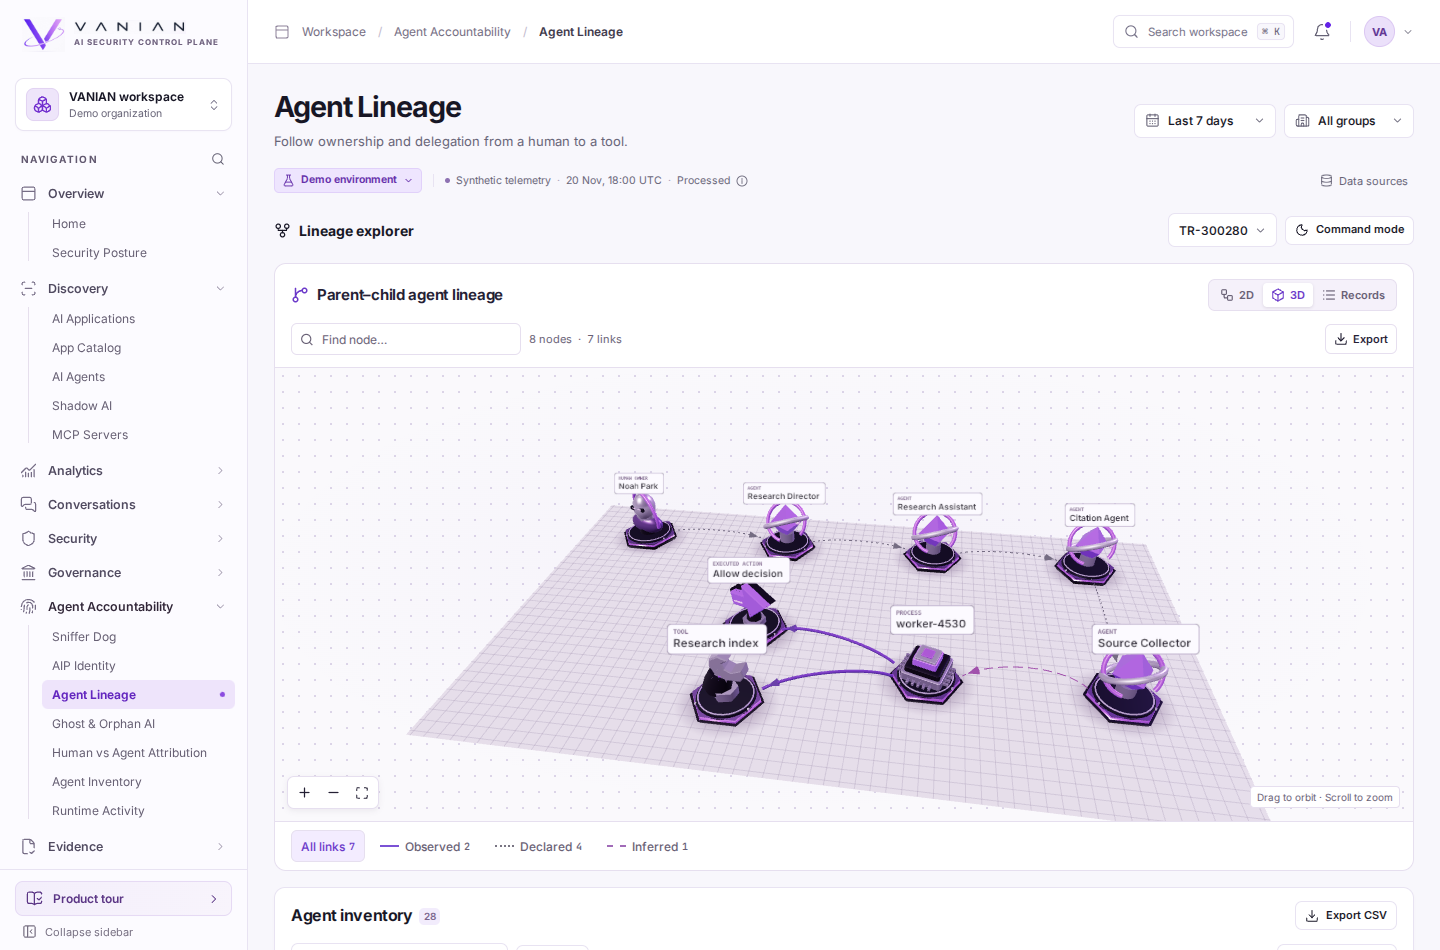 VANIAN
AI SECURITY CONTROL PLANE
VANIAN workspace
Demo organization
NAVIGATION
Overview
Home
Security Posture
Discovery
AI Applications
App Catalog
AI Agents
Shadow AI
MCP Servers
Analytics
Conversations
Security
Governance
Agent Accountability
Sniffer Dog
AIP Identity
Agent Lineage
Ghost & Orphan AI
Human vs Agent Attribution
Agent Inventory
Runtime Activity
Evidence
Product tour
Collapse sidebar
Workspace / Agent Accountability / Agent Lineage
Search workspace ⌘ K
VA
Agent Lineage
Follow ownership and delegation from a human to a tool.
Last 7 days
All groups
Demo environment
Synthetic telemetry · 20 Nov, 18:00 UTC · Processed
Data sources
Lineage explorer
TR-300280
Command mode
Parent–child agent lineage
2D
3D
Records
Find node...
8 nodes · 7 links
Export
HUMAN OWNER
Noah Park
AGENT
Research Director
AGENT
Research Assistant
AGENT
Citation Agent
EXECUTED ACTION
Allow decision
PROCESS
worker-4530
TOOL
Research index
AGENT
Source Collector
Drag to orbit · Scroll to zoom
All links 7
Observed 2
Declared 4
Inferred 1
Agent inventory 28
Export CSV